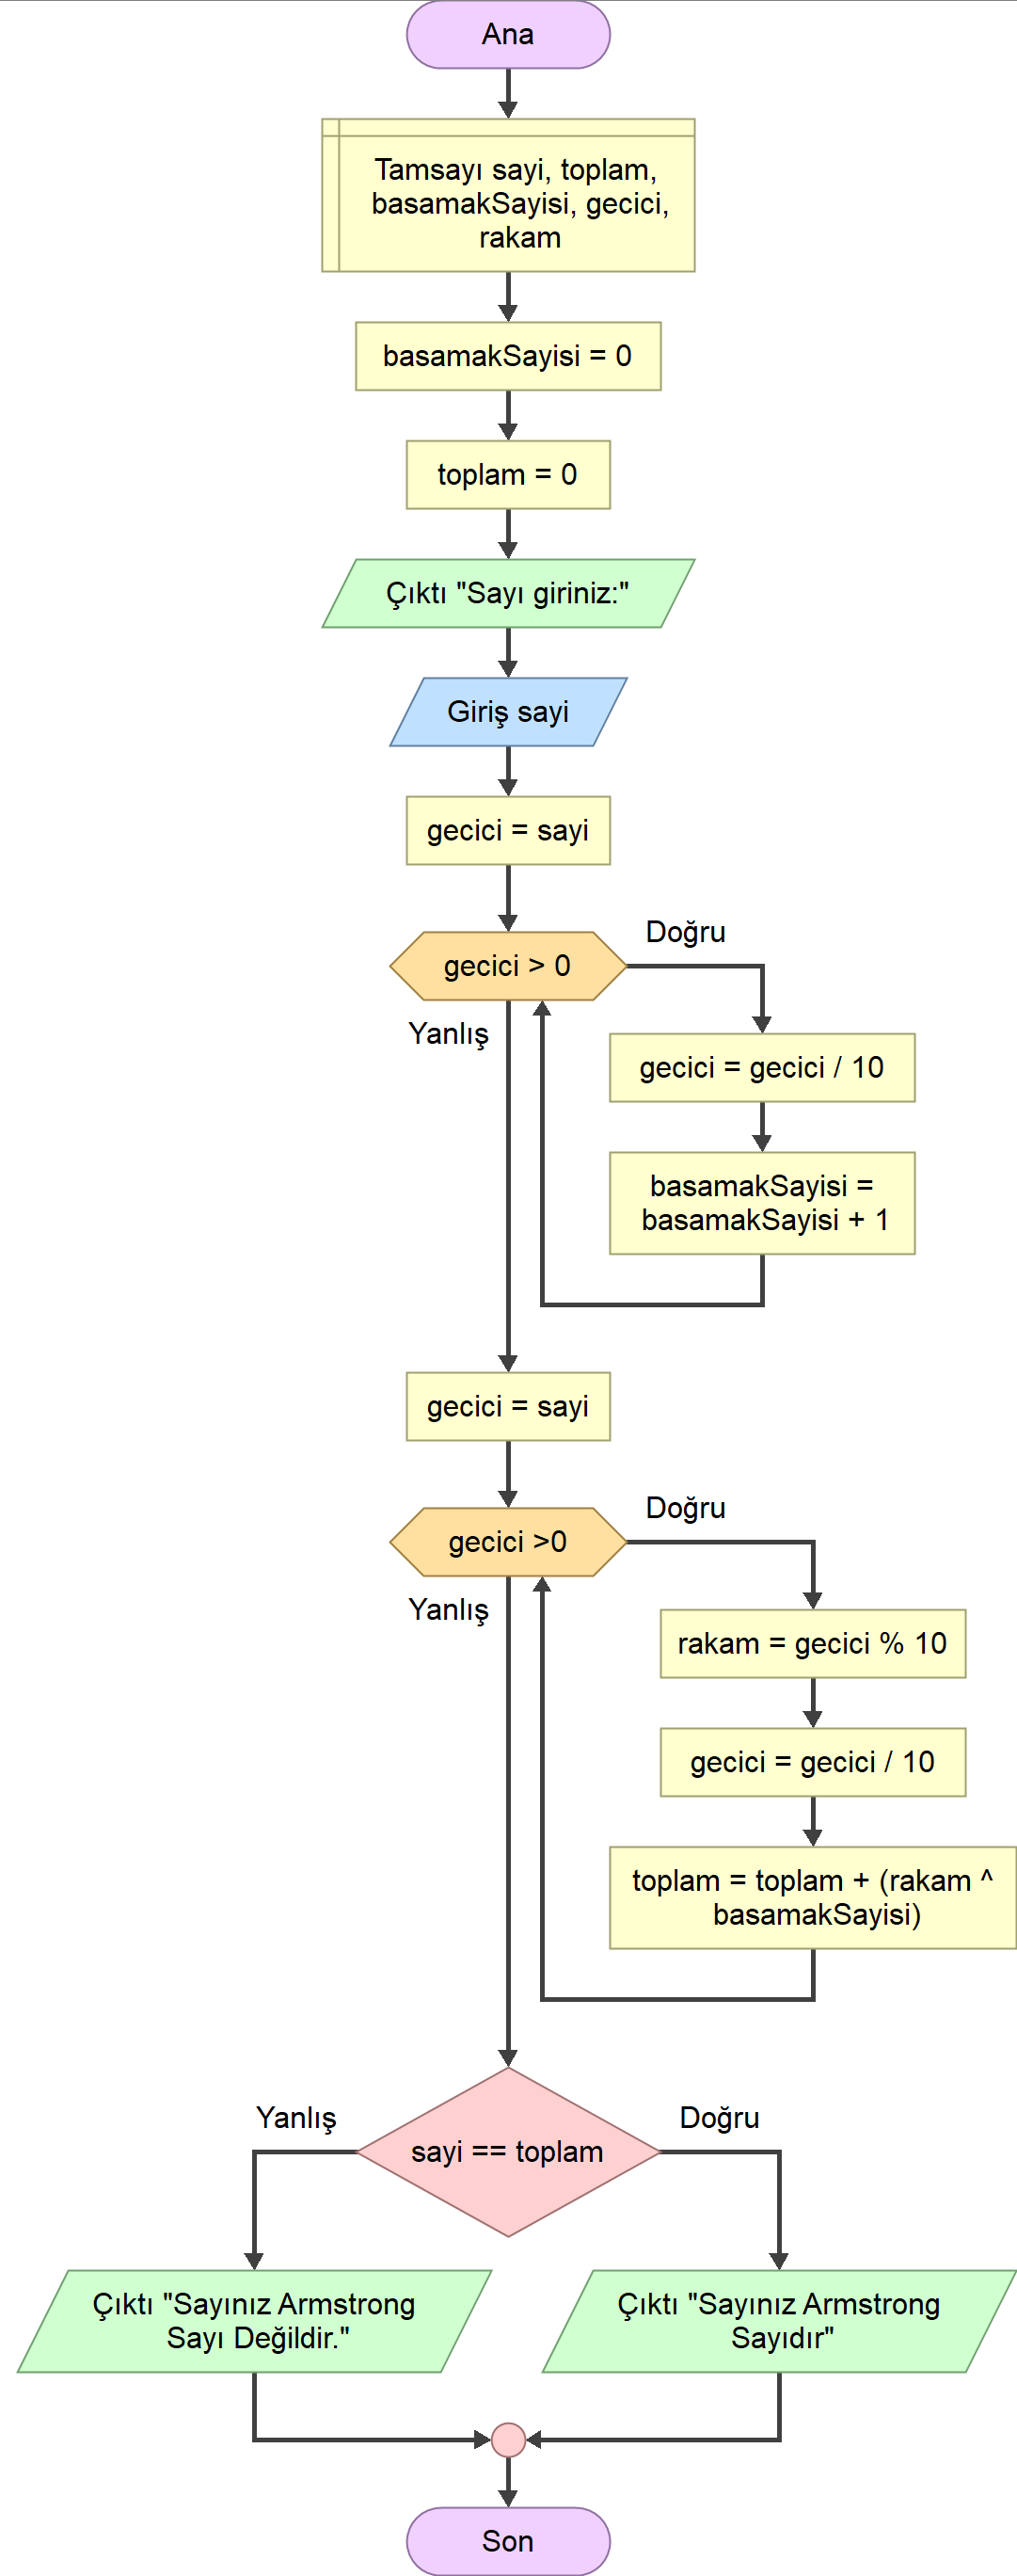 Ana
Tamsayı sayi, toplam,
basamakSayisi, gecici,
rakam
basamakSayisi = 0
toplam = 0
Çıktı "Sayı giriniz:"
Giriş sayi
gecici = sayi
gecici > 0
Doğru
Yanlış
gecici = gecici / 10
basamakSayisi =
basamakSayisi + 1
gecici = sayi
gecici >0
Doğru
Yanlış
rakam = gecici % 10
gecici = gecici / 10
toplam = toplam + (rakam ^
basamakSayisi)
sayi == toplam
Yanlış
Doğru
Çıktı "Sayınız Armstrong
Sayı Değildir."
Çıktı "Sayınız Armstrong
Sayıdır"
Son